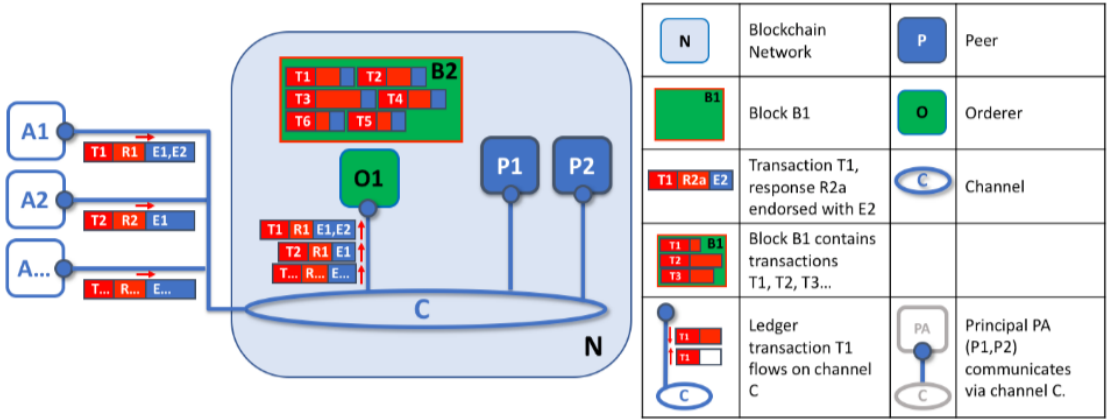 A1
T1 R1 E1,E2
A2
T2 R2 E1
A...
T... R... E...
B2
T1 T2
T3 T4
T6 T5
O1
P1
P2
T1 R1 E1,E2
T2 R1 E1
T... R... E...
C
N
N
Blockchain
Network
P
Peer
B1
Block B1
O
Orderer
T1 R2a E2
Transaction T1,
response R2a
endorsed with E2
C
Channel
T1 B1
T2
T3
Block B1 contains
transactions
T1, T2, T3...
T1
T1
C
Ledger
transaction T1
flows on channel
C
PA
C
Principal PA
(P1,P2)
communicates
via channel C.